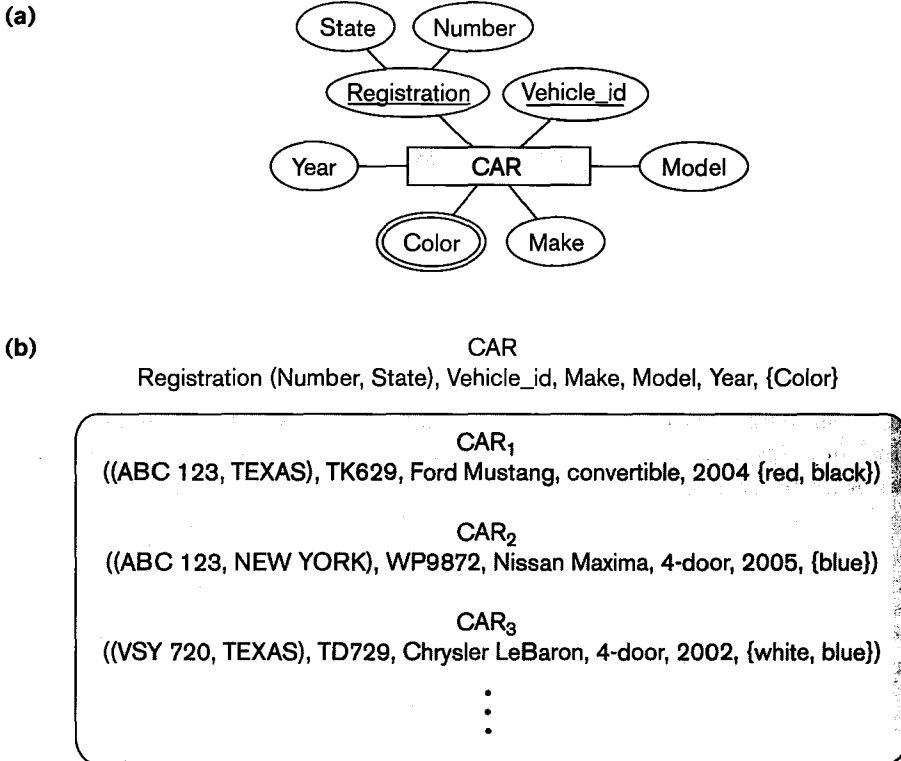 (a)
State Number
Registration Vehicle_id
Year CAR Model
Color Make
(b)
CAR
Registration (Number, State), Vehicle_id, Make, Model, Year, {Color}
CAR₁
((ABC 123, TEXAS), TK629, Ford Mustang, convertible, 2004 {red, black})
CAR₂
((ABC 123, NEW YORK), WP9872, Nissan Maxima, 4-door, 2005, {blue})
CAR₃
((VSY 720, TEXAS), TD729, Chrysler LeBaron, 4-door, 2002, {white, blue})